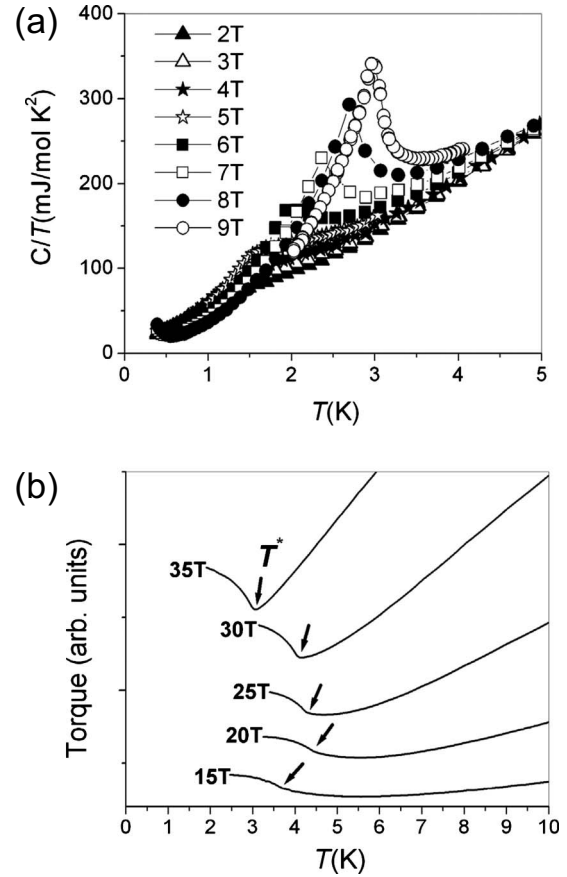 (a)
2T
3T
4T
5T
6T
7T
8T
9T
400
300
200
100
0
C/T(mJ/mol K²)
0 1 2 3 4 5
T(K)
(b)
T*
35T
30T
25T
20T
15T
Torque (arb. units)
0 1 2 3 4 5 6 7 8 9 10
T(K)